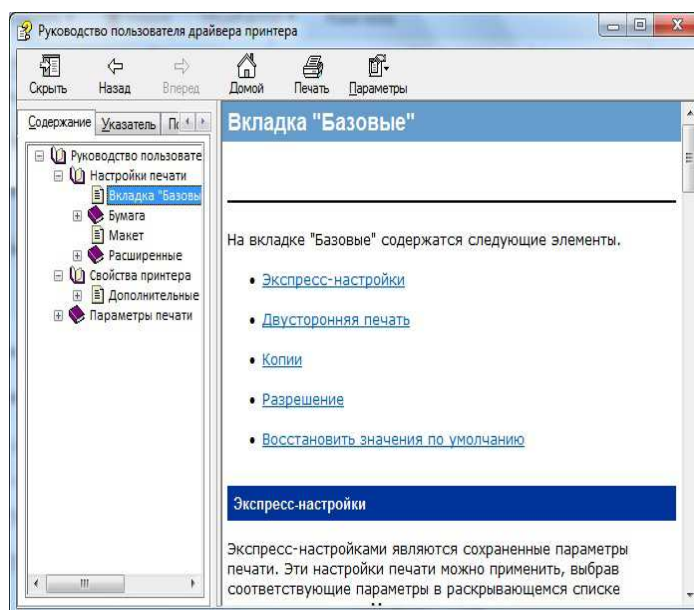 Руководство пользователя драйвера принтера
Скрыть Назад Вперед Домой Печать Параметры
Содержание Указатель
Руководство пользовате
Настройки печати
Вкладка "Базовы
Бумага
Макет
Расширенные
Свойства принтера
Дополнительные
Параметры печати
Вкладка "Базовые"
На вкладке "Базовые" содержатся следующие элементы.
• Экспресс-настройки
• Двусторонняя печать
• Копии
• Разрешение
• Восстановить значения по умолчанию
Экспресс-настройки
Экспресс-настройками являются сохраненные параметры
печати. Эти настройки печати можно применить, выбрав
соответствующие параметры в раскрывающемся списке